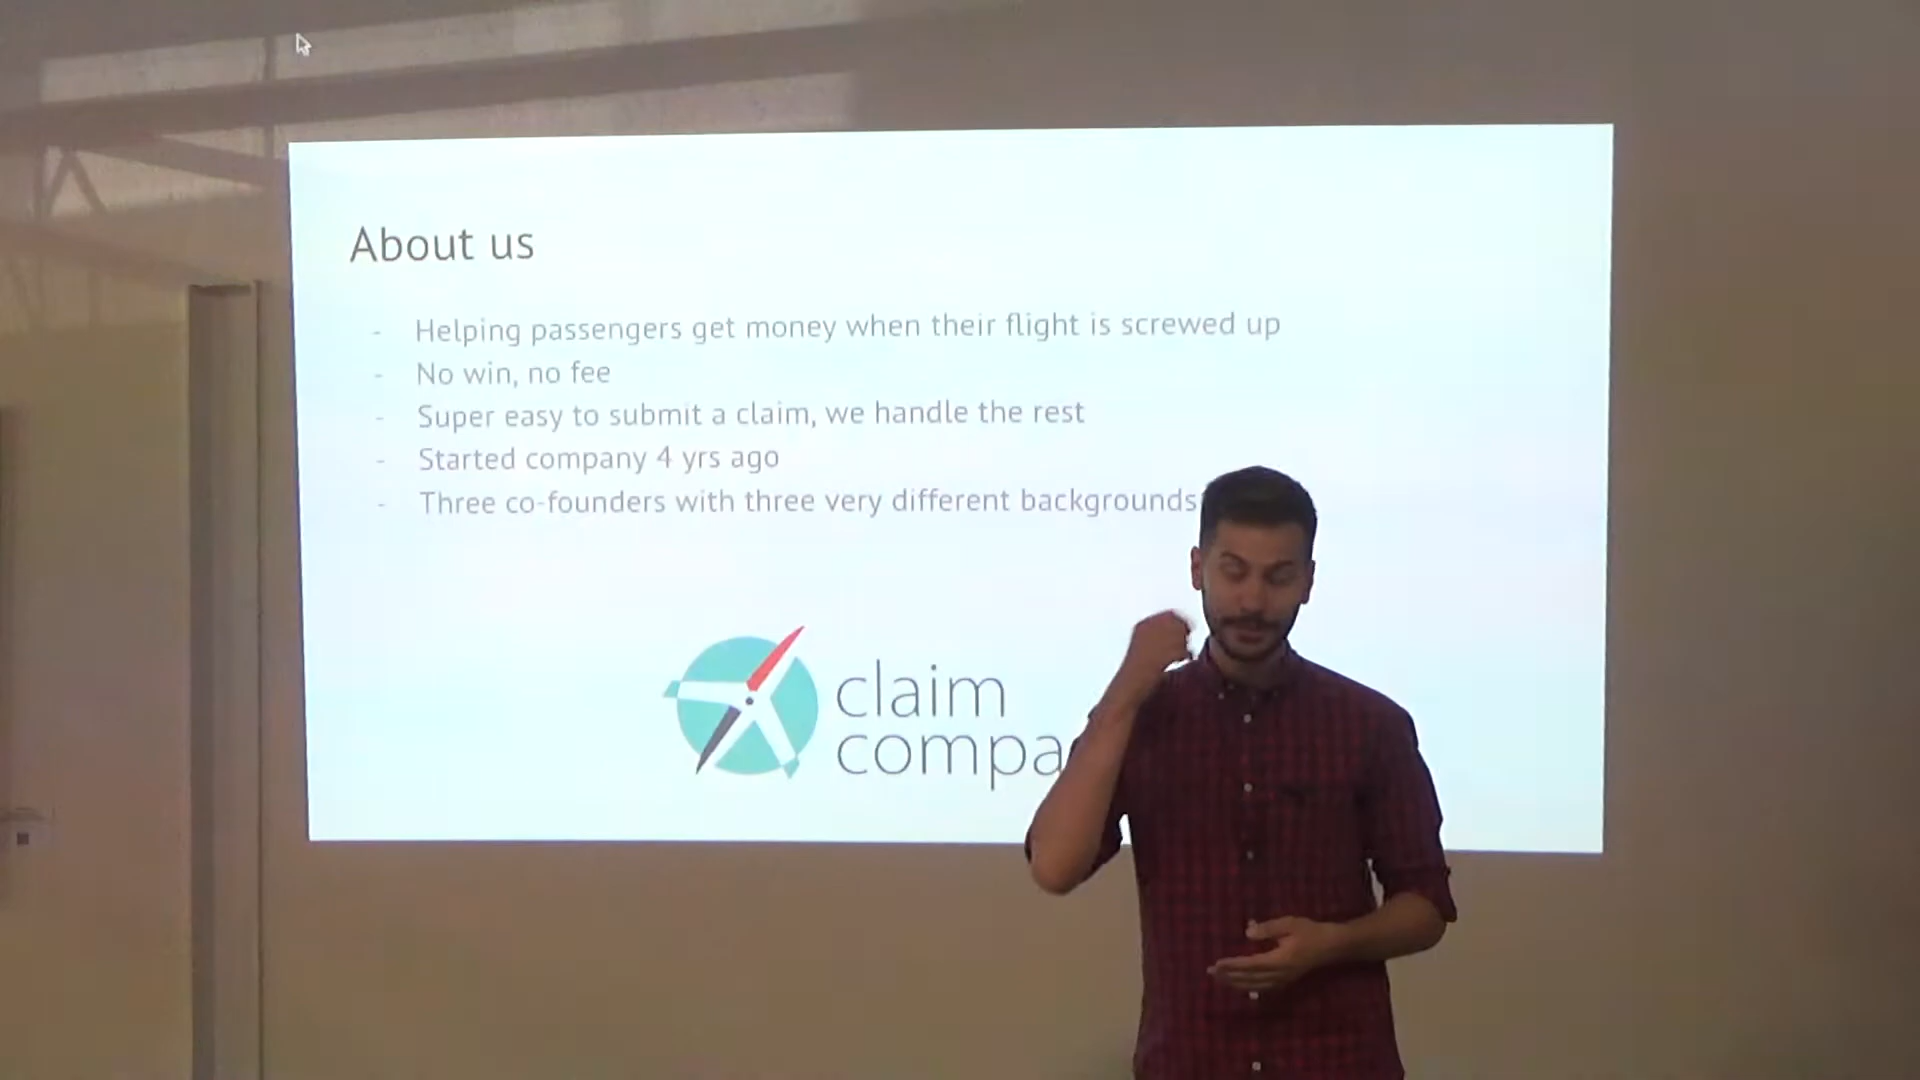 About us
- Helping passengers get money when their flight is screwed up
- No win, no fee
- Super easy to submit a claim, we handle the rest
- Started company 4 yrs ago
- Three co-founders with three very different backgrounds
claim
compa